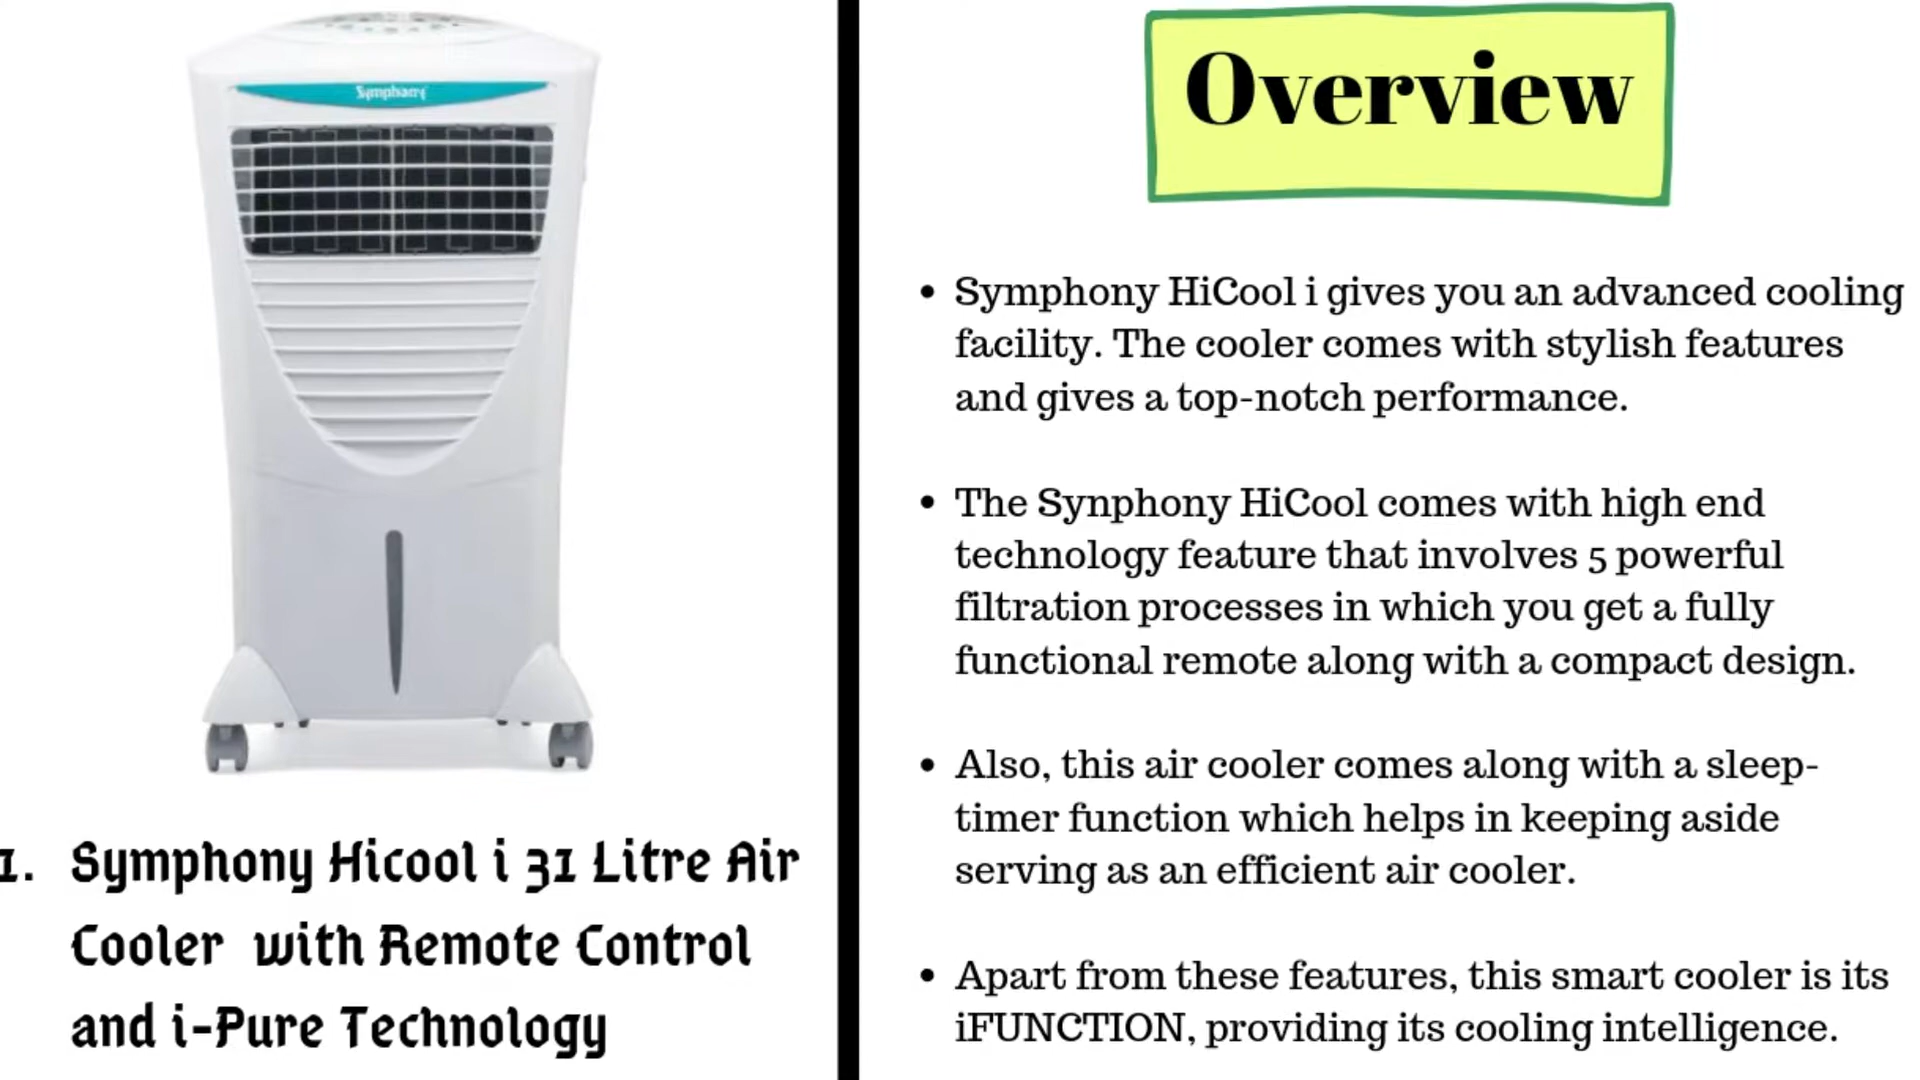 Symphony
1. Symphony Hicool i 31 Litre Air
Cooler with Remote Control
and i-Pure Technology
Overview
• Symphony HiCool i gives you an advanced cooling
facility. The cooler comes with stylish features
and gives a top-notch performance.
• The Synphony HiCool comes with high end
technology feature that involves 5 powerful
filtration processes in which you get a fully
functional remote along with a compact design.
• Also, this air cooler comes along with a sleep-
timer function which helps in keeping aside
serving as an efficient air cooler.
• Apart from these features, this smart cooler is its
iFUNCTION, providing its cooling intelligence.